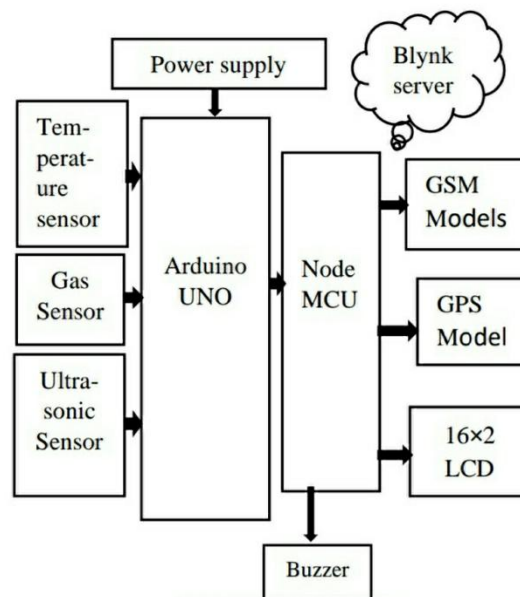 Power supply
Blynk
server
Tem-
perat-
ure
sensor
Gas
Sensor
Ultra-
sonic
Sensor
Arduino
UNO
Node
MCU
GSM
Models
GPS
Model
16×2
LCD
Buzzer